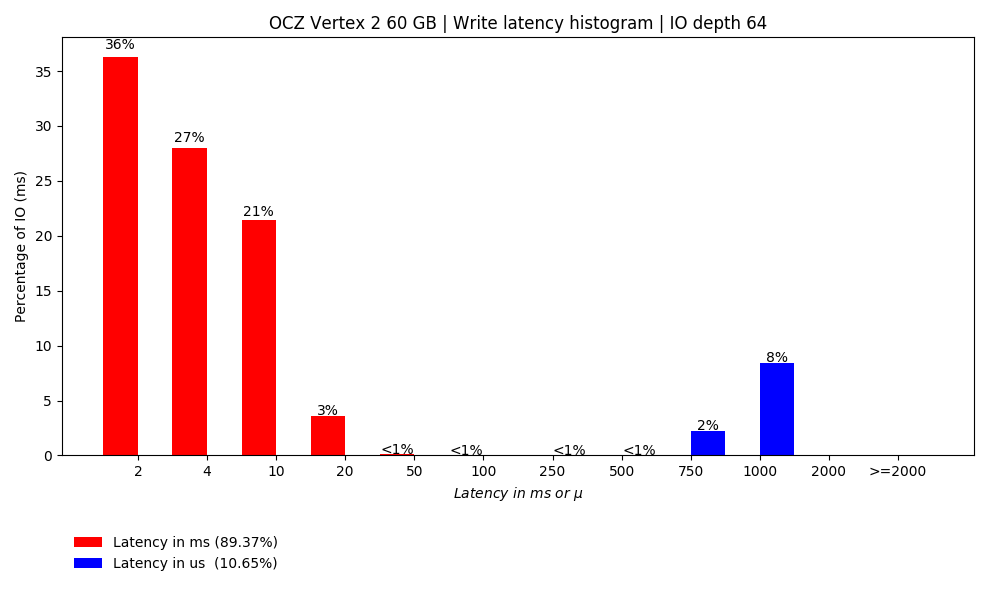 OCZ Vertex 2 60 GB | Write latency histogram | IO depth 64
36%
35
27%
30
25
21%
20
15
10
8%
5
3%
2%
<1% <1% <1% <1%
0
2 4 10 20 50 100 250 500 750 1000 2000 >=2000
Percentage of IO (ms)
Latency in ms or μ
Latency in ms (89.37%)
Latency in us (10.65%)